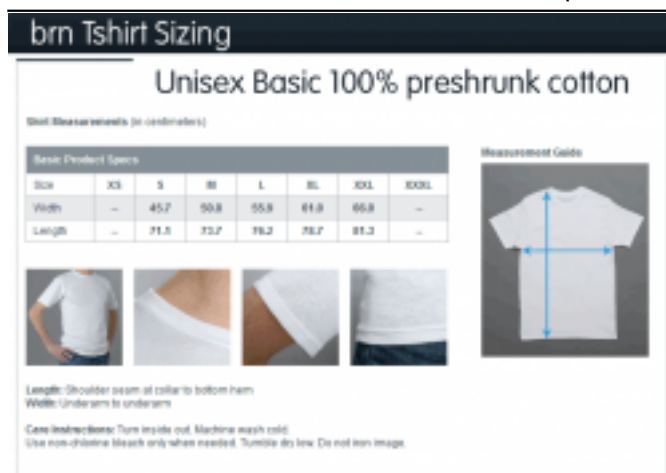 brn Tshirt Sizing
Unisex Basic 100% preshrunk cotton
Shirt Measurements (in centimeters)
Measurement Guide
Basic Product Specs
Size XS S M L XL XXL XXXL
Width – 45.7 50.8 55.9 61.0 66.0 –
Length – 71.1 73.7 76.2 78.7 81.3 –
Length: Shoulder seam at collar to bottom hem
Width: Underarm to underarm
Care Instructions: Turn inside out. Machine wash cold.
Use non-chlorine bleach only when needed. Tumble dry low. Do not iron image.